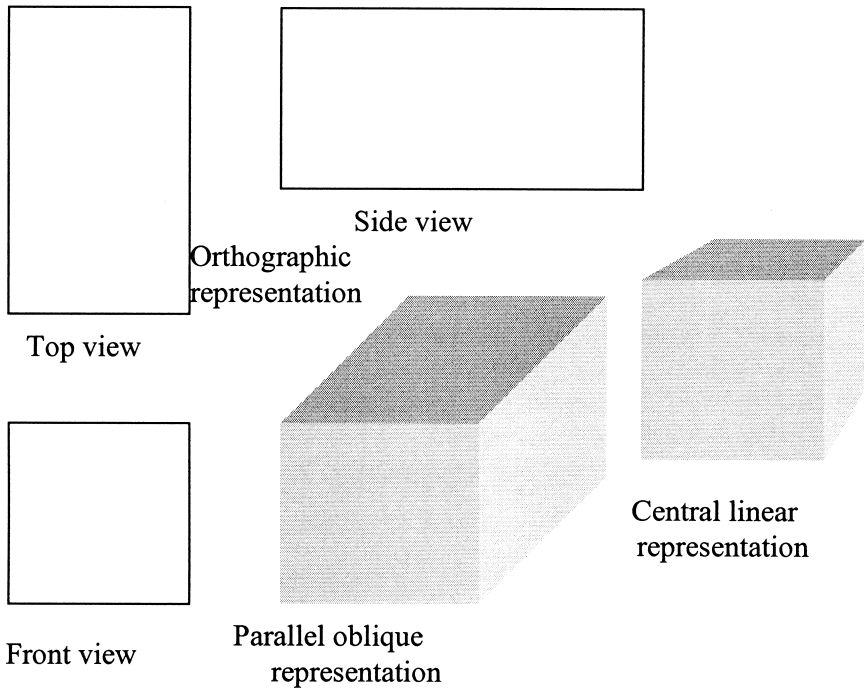 Side view
Orthographic
representation
Top view
Central linear
representation
Front view
Parallel oblique
representation